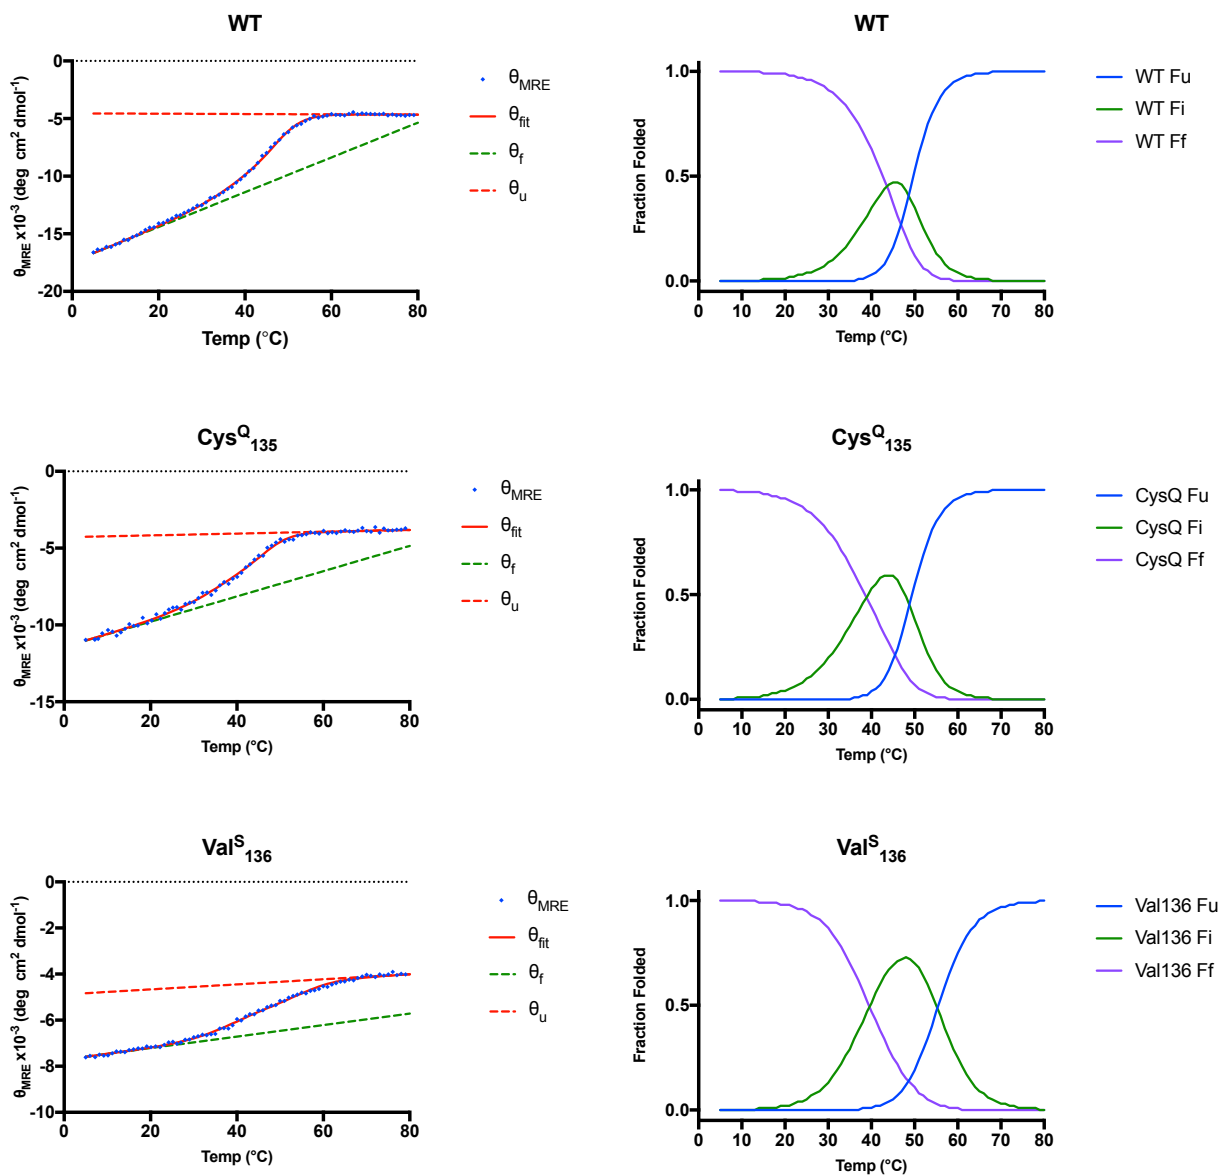 WT
0
-5
-10
-15
-20
0
20
40
60
80
θMRE x10-3 (deg cm2 dmol-1)
Temp (°C)
θMRE
θfit
θf
θu
WT
1.0
0.5
0.0
0
10
20
30
40
50
60
70
80
Fraction Folded
Temp (°C)
WT Fu
WT Fi
WT Ff
CysQ135
0
-5
-10
-15
0
20
40
60
80
θMRE x10-3 (deg cm2 dmol-1)
Temp (°C)
θMRE
θfit
θf
θu
CysQ135
1.0
0.5
0.0
0
10
20
30
40
50
60
70
80
Fraction Folded
Temp (°C)
CysQ Fu
CysQ Fi
CysQ Ff
ValS136
0
-2
-4
-6
-8
-10
0
20
40
60
80
θMRE x10-3 (deg cm2 dmol-1)
Temp (°C)
θMRE
θfit
θf
θu
ValS136
1.0
0.5
0.0
0
10
20
30
40
50
60
70
80
Fraction Folded
Temp (°C)
Val136 Fu
Val136 Fi
Val136 Ff